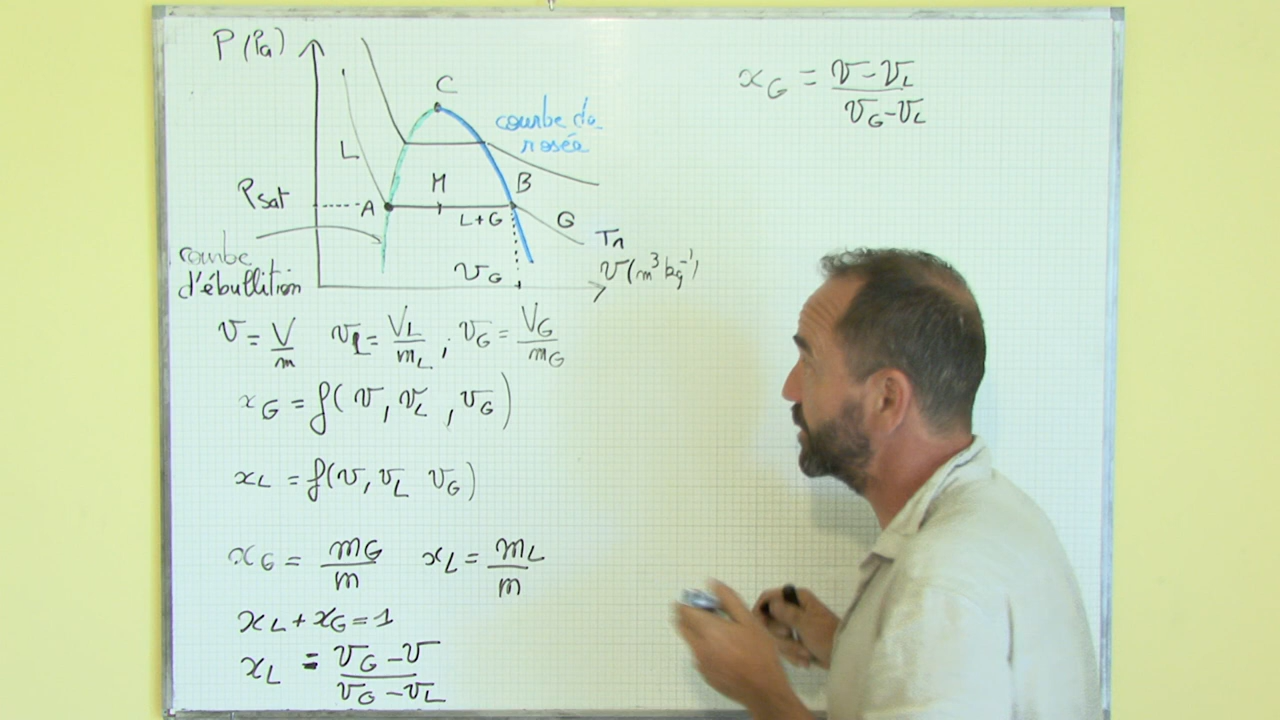 P (Pa)
C
courbe de
rosée
L
M
B
Psat
A
L+G
G
T₁
courbe
d'ébullition
v_G
v (m³ kg⁻¹)
v = V/m   v_L = V_L/m_L ; v_G = V_G/m_G
x_G = f(v, v_L, v_G)
x_L = f(v, v_L v_G)
x_G = m_G/m   x_L = m_L/m
x_L + x_G = 1
x_L = (v_G - v)/(v_G - v_L)
x_G = (v - v_L)/(v_G - v_L)